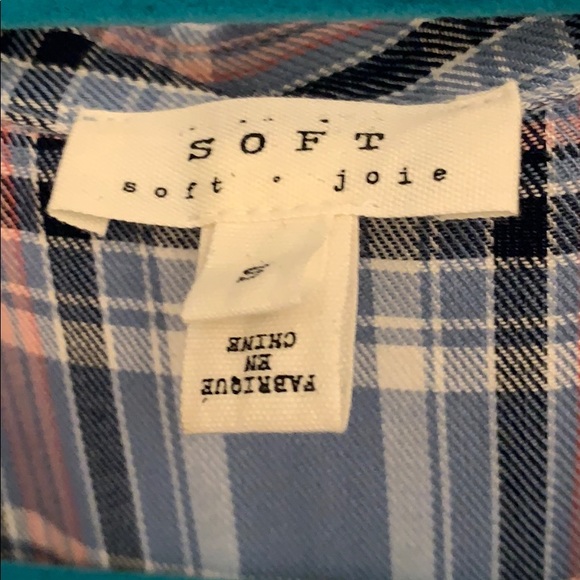 SOFT
soft ° joie
S
FABRIQUE
EN
CHINE